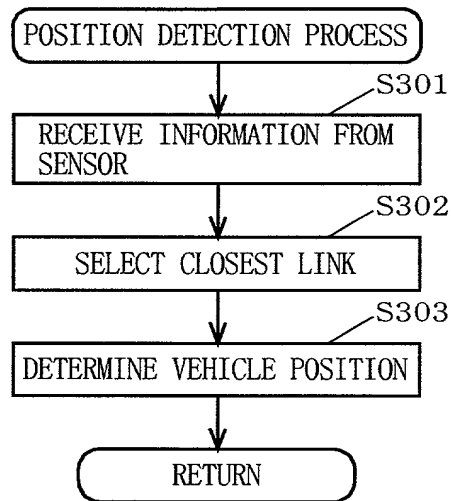 POSITION DETECTION PROCESS
S301
RECEIVE INFORMATION FROM
SENSOR
S302
SELECT CLOSEST LINK
S303
DETERMINE VEHICLE POSITION
RETURN